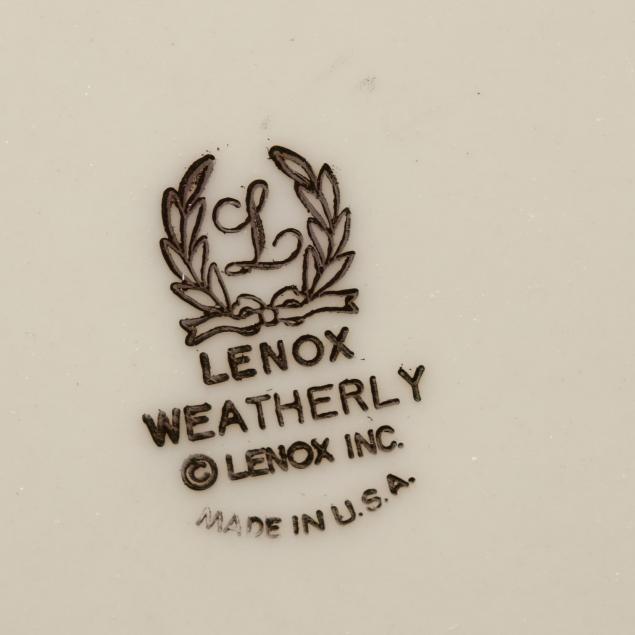 L
LENOX
WEATHERLY
© LENOX INC.
MADE IN U.S.A.